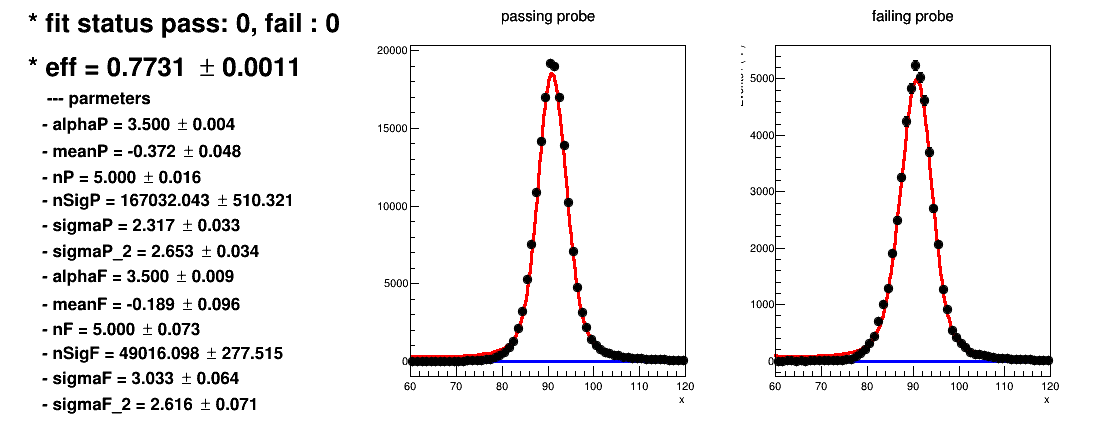 * fit status pass: 0, fail : 0
* eff = 0.7731 ± 0.0011
--- parmeters
- alphaP = 3.500 ± 0.004
- meanP = -0.372 ± 0.048
- nP = 5.000 ± 0.016
- nSigP = 167032.043 ± 510.321
- sigmaP = 2.317 ± 0.033
- sigmaP_2 = 2.653 ± 0.034
- alphaF = 3.500 ± 0.009
- meanF = -0.189 ± 0.096
- nF = 5.000 ± 0.073
- nSigF = 49016.098 ± 277.515
- sigmaF = 3.033 ± 0.064
- sigmaF_2 = 2.616 ± 0.071
passing probe
20000
15000
10000
5000
0
60 70 80 90 100 110 120
x
failing probe
5000
4000
3000
2000
1000
0
60 70 80 90 100 110 120
x